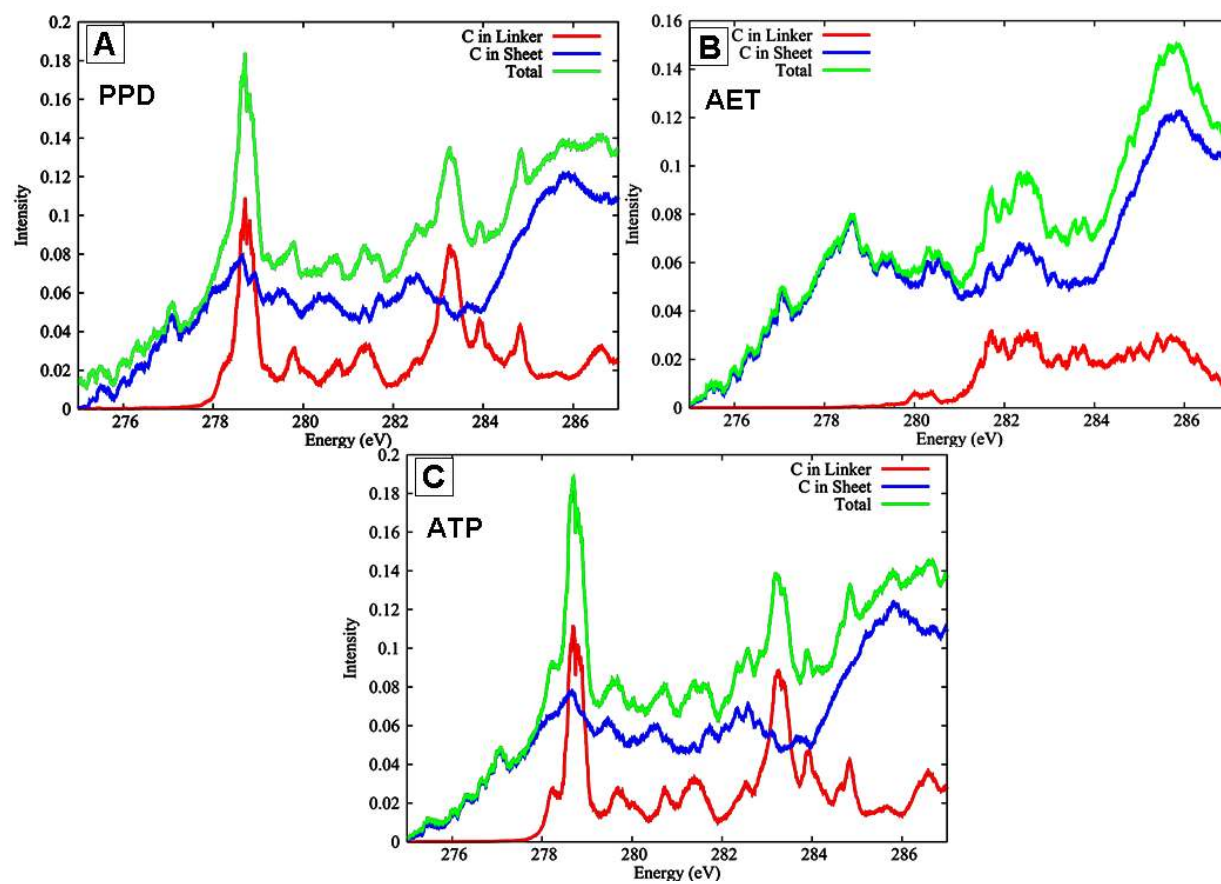 A
PPD
C in Linker
C in Sheet
Total
Intensity
0.2
0.18
0.16
0.14
0.12
0.1
0.08
0.06
0.04
0.02
0
276 278 280 282 284 286
Energy (eV)
B
AET
C in Linker
C in Sheet
Total
Intensity
0.16
0.14
0.12
0.1
0.08
0.06
0.04
0.02
0
276 278 280 282 284 286
Energy (eV)
C
ATP
C in Linker
C in Sheet
Total
Intensity
0.2
0.18
0.16
0.14
0.12
0.1
0.08
0.06
0.04
0.02
0
276 278 280 282 284 286
Energy (eV)